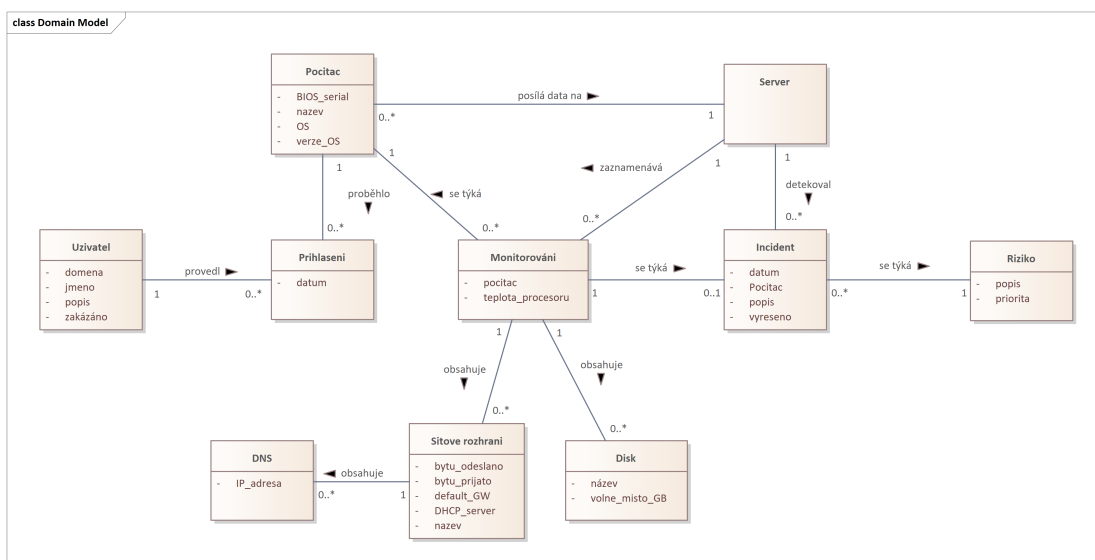 class Domain Model
Pocitac
- BIOS_serial
- nazev
- OS
- verze_OS
Server
posílá data na
0..*
1
1
1
1
1
zaznamenává
se týká
detekoval
proběhlo
0..*
0..*
0..*
0..*
Uzivatel
- domena
- jmeno
- popis
- zakázáno
provedl
1
0..*
Prihlaseni
- datum
Monitorováni
- pocitac
- teplota_procesoru
se týká
1
0..1
Incident
- datum
- Pocitac
- popis
- vyreseno
se týká
0..*
1
Riziko
- popis
- priorita
1
1
obsahuje
obsahuje
0..*
0..*
DNS
- IP_adresa
obsahuje
0..*
1
Sitove rozhrani
- bytu_odeslano
- bytu_prijato
- default_GW
- DHCP_server
- nazev
Disk
- název
- volne_misto_GB